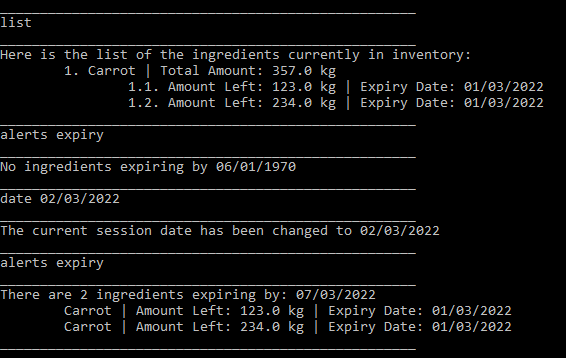 list
Here is the list of the ingredients currently in inventory:
1. Carrot | Total Amount: 357.0 kg
1.1. Amount Left: 123.0 kg | Expiry Date: 01/03/2022
1.2. Amount Left: 234.0 kg | Expiry Date: 01/03/2022
alerts expiry
No ingredients expiring by 06/01/1970
date 02/03/2022
The current session date has been changed to 02/03/2022
alerts expiry
There are 2 ingredients expiring by: 07/03/2022
Carrot | Amount Left: 123.0 kg | Expiry Date: 01/03/2022
Carrot | Amount Left: 234.0 kg | Expiry Date: 01/03/2022